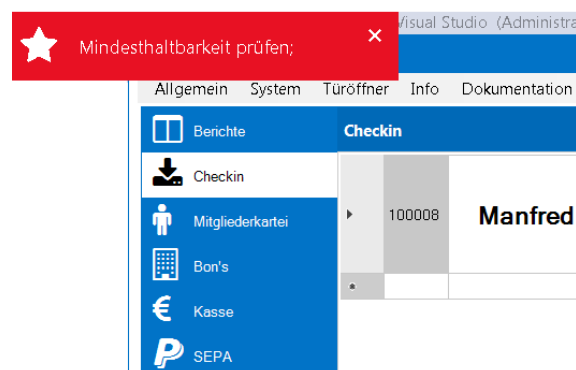 Visual Studio (Administra
Mindesthaltbarkeit prüfen;
Allgemein System Türöffner Info Dokumentation
Berichte
Checkin
Checkin
100008 Manfred
Mitgliederkartei
Bon's
Kasse
SEPA